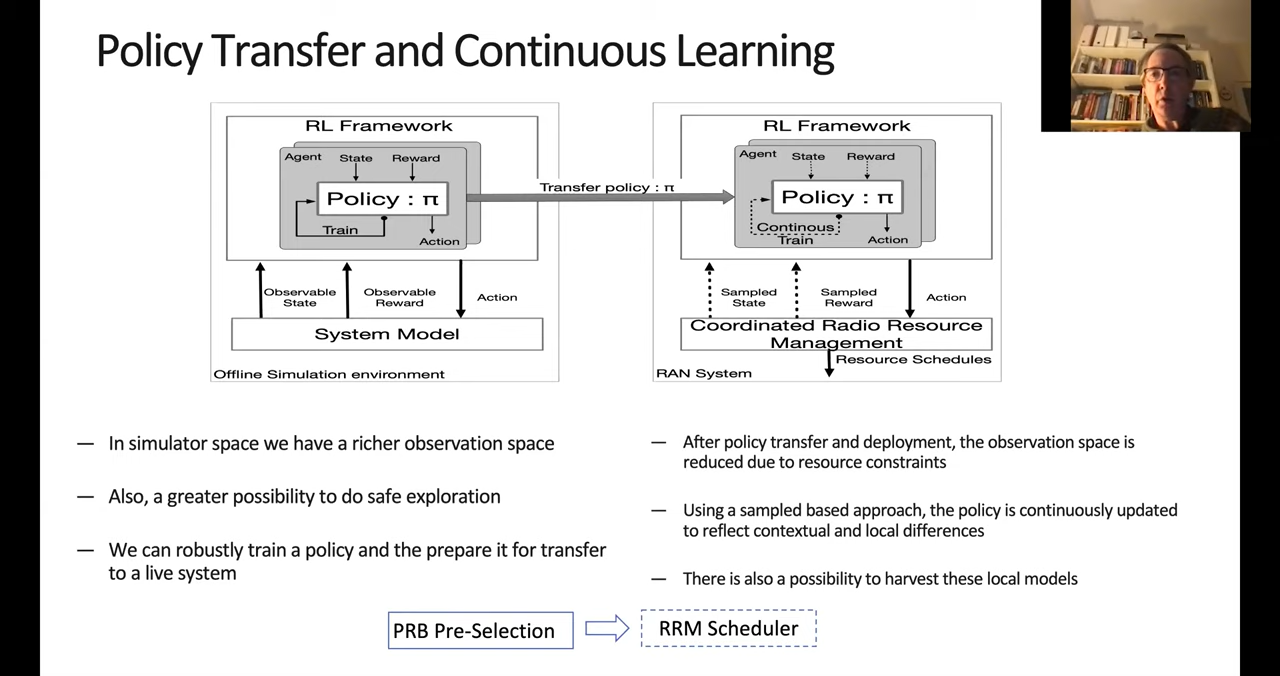 Policy Transfer and Continuous Learning
RL Framework
Agent
State
Reward
Policy : π
Train
Action
Observable
State
Observable
Reward
Action
System Model
Offline Simulation environment
Transfer policy : π
RL Framework
Agent
State
Reward
Policy : π
Continous
Train
Action
Sampled
State
Sampled
Reward
Action
Coordinated Radio Resource
Management
Resource Schedules
RAN System
— In simulator space we have a richer observation space
— Also, a greater possibility to do safe exploration
— We can robustly train a policy and the prepare it for transfer
to a live system
— After policy transfer and deployment, the observation space is
reduced due to resource constraints
— Using a sampled based approach, the policy is continuously updated
to reflect contextual and local differences
— There is also a possibility to harvest these local models
PRB Pre-Selection
RRM Scheduler